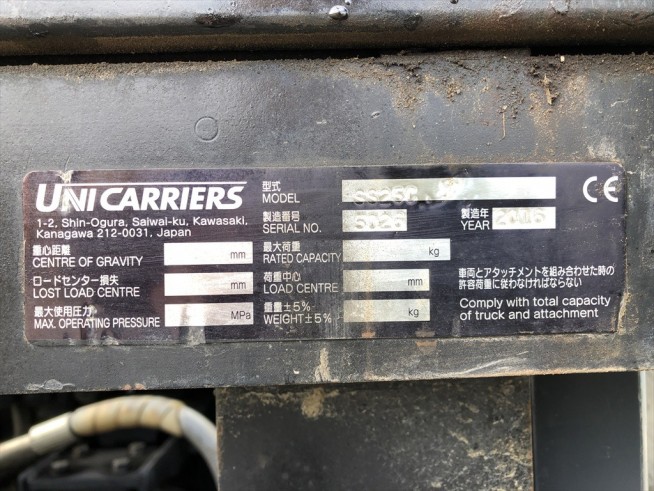 UNICARRIERS
1-2, Shin-Ogura, Saiwai-ku, Kawasaki,
Kanagawa 212-0031, Japan
型式
MODEL
製造番号
SERIAL NO.
製造年
YEAR 2016
CE
重心距離
CENTRE OF GRAVITY mm
最大荷重
RATED CAPACITY kg
ロードセンター損失
LOST LOAD CENTRE mm
荷重中心
LOAD CENTRE mm
最大使用圧力
MAX. OPERATING PRESSURE MPa
重量±5%
WEIGHT±5% kg
車両とアタッチメントを組み合わせた時の
許容荷重に従わなければならない
Comply with total capacity
of truck and attachment